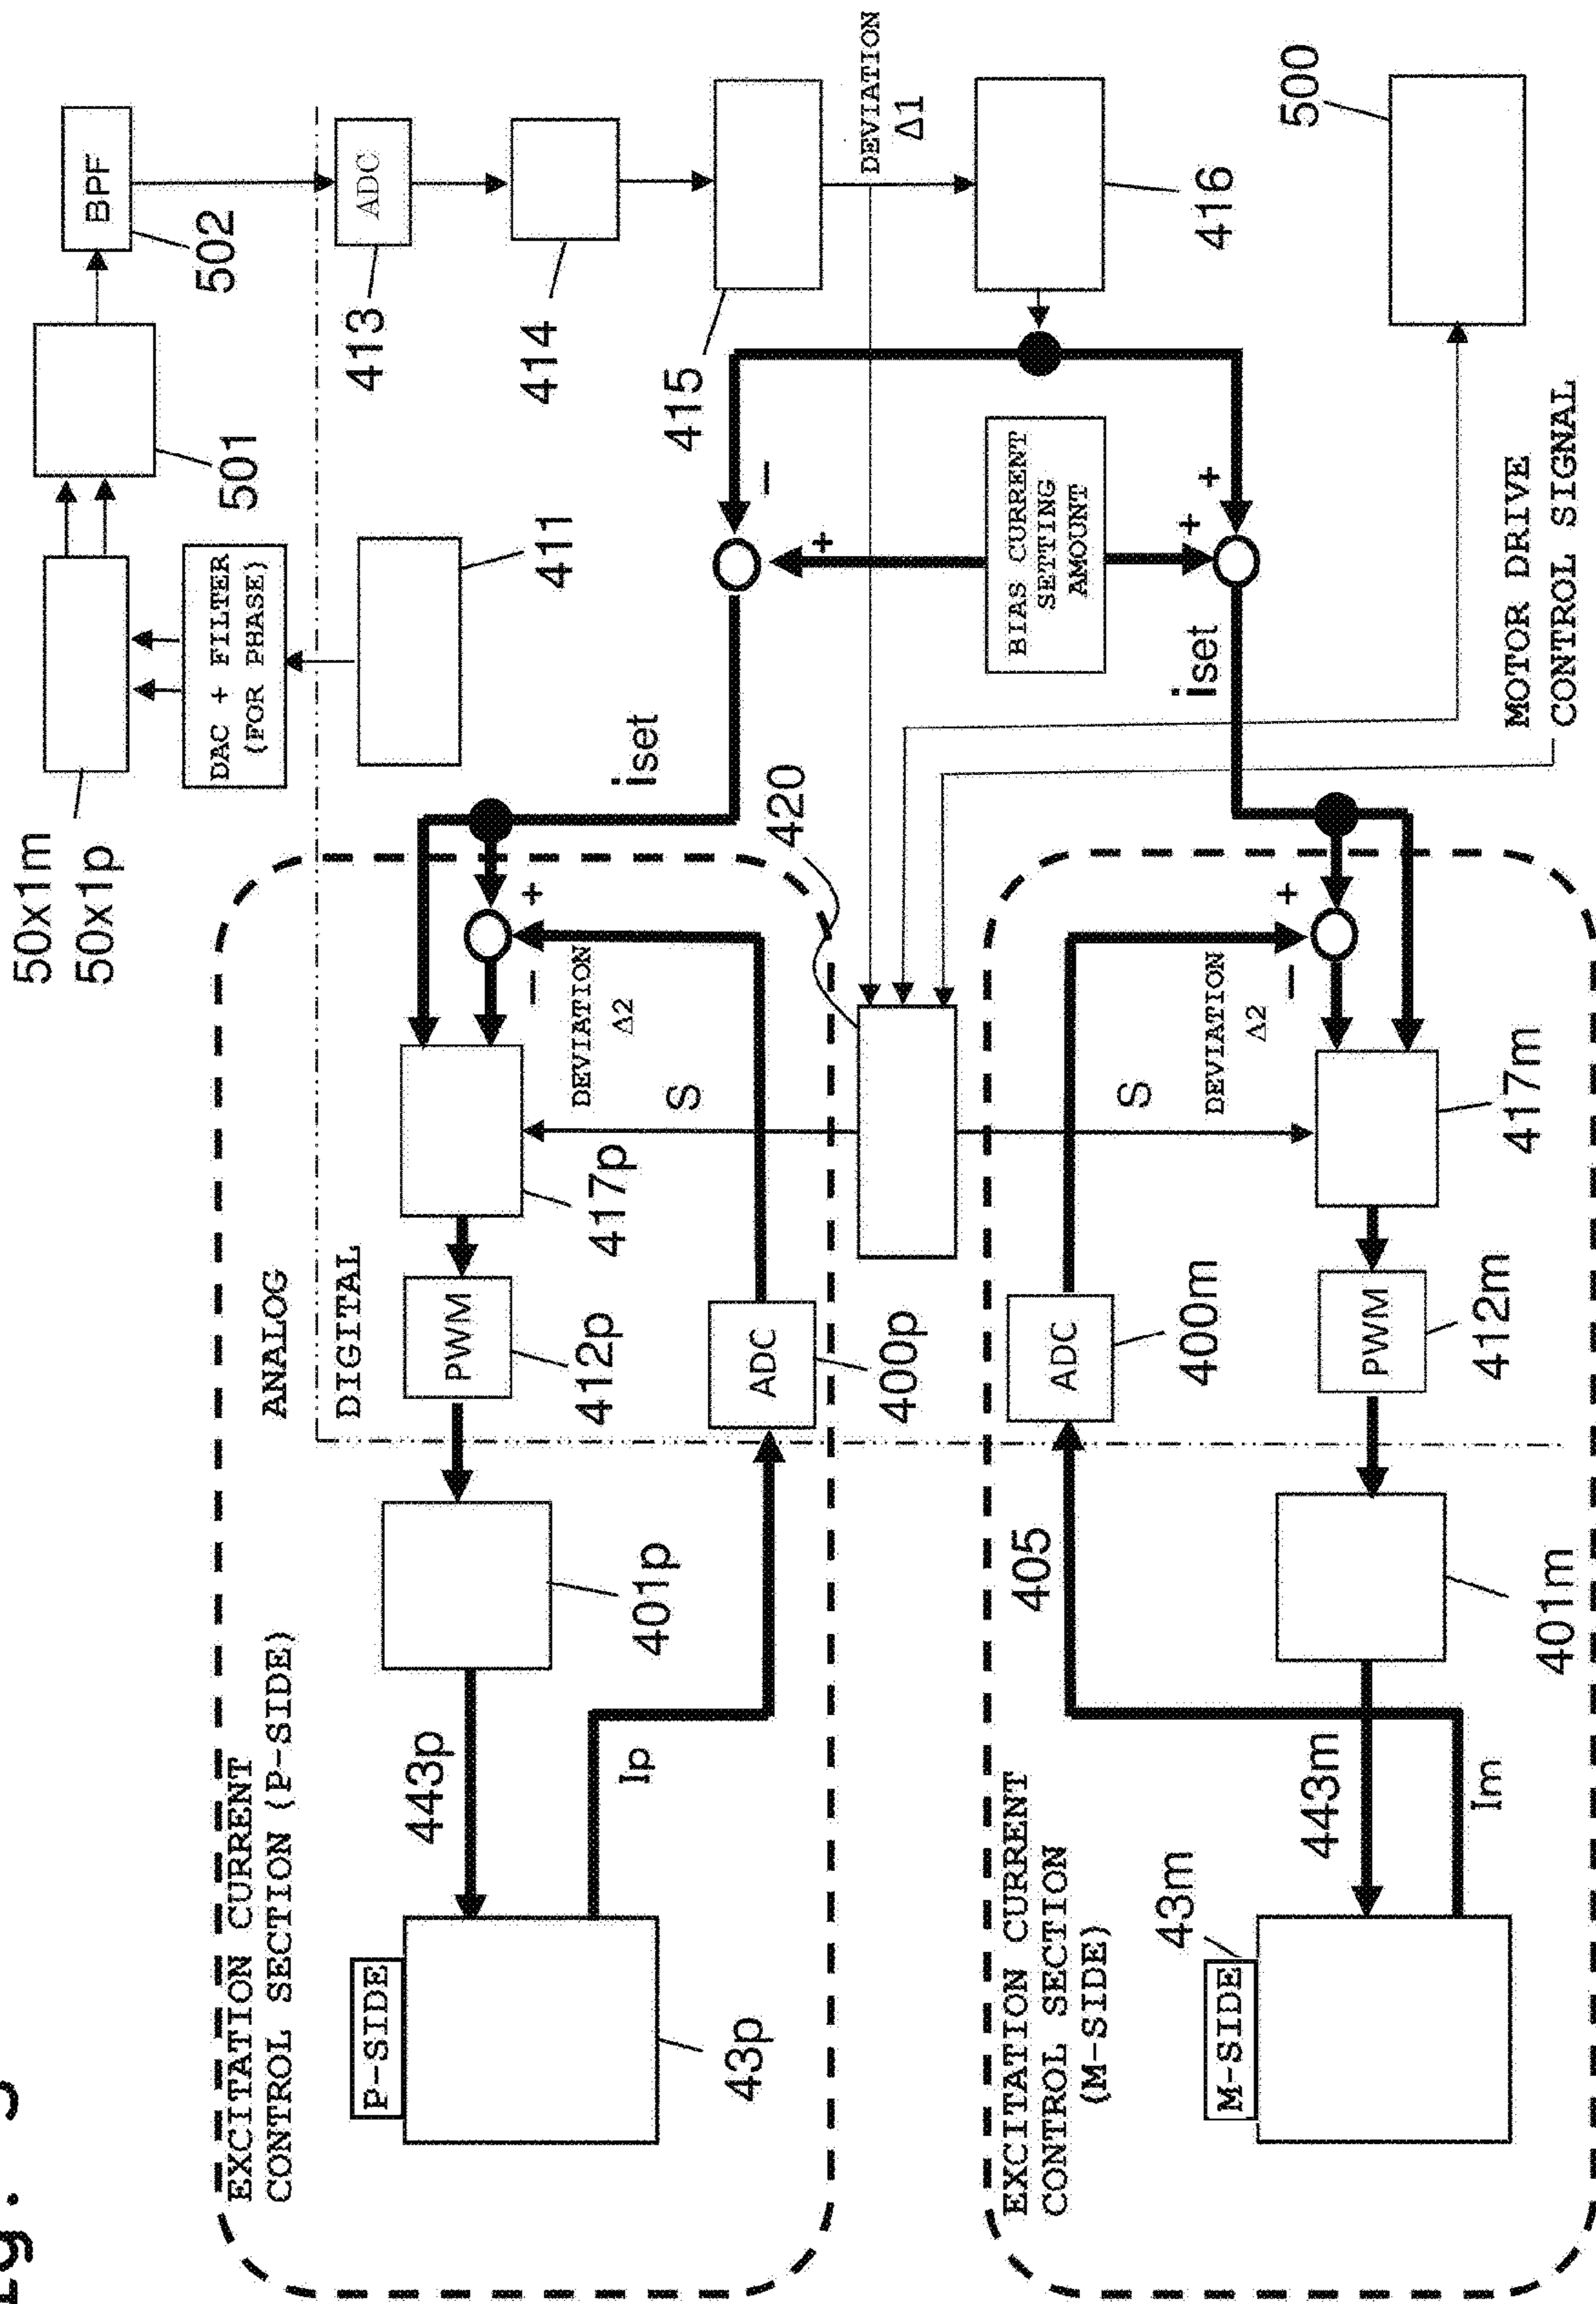 50x1m
50x1p
501
BPF
502
DAC + FILTER
(FOR PHASE)
411
ADC
413
414
415
DEVIATION
Δ1
416
500
ANALOG
DIGITAL
EXCITATION CURRENT
CONTROL SECTION (P-SIDE)
P-SIDE
43p
443p
Ip
401p
PWM
412p
417p
ADC
400p
DEVIATION
Δ2
+
−
S
iset
420
−
+
BIAS CURRENT
SETTING
AMOUNT
+
+
iset
MOTOR DRIVE
CONTROL SIGNAL
EXCITATION CURRENT
CONTROL SECTION
(M-SIDE)
M-SIDE
43m
443m
Im
405
401m
ADC
400m
PWM
412m
417m
S
DEVIATION
Δ2
+
−